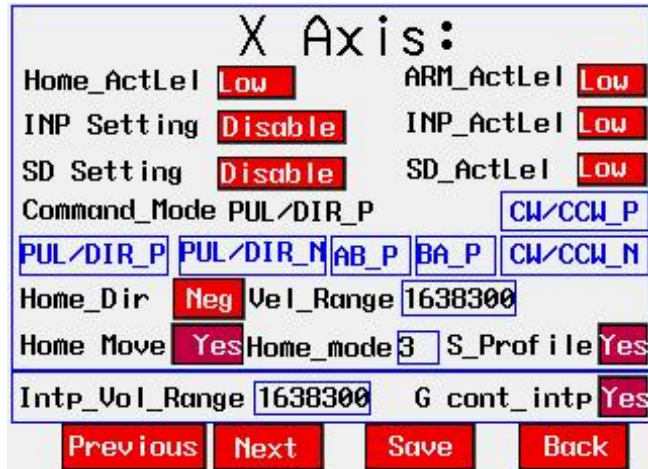 X Axis:
Home_ActLel Low ARM_ActLel Low
INP Setting Disable INP_ActLel Low
SD Setting Disable SD_ActLel Low
Command_Mode PUL/DIR_P CW/CCW_P
PUL/DIR_P PUL/DIR_N AB_P BA_P CW/CCW_N
Home_Dir Neg Vel_Range 1638300
Home Move Yes Home_mode 3 S_Profile Yes
Intp_Vol_Range 1638300 G cont_intp Yes
Previous Next Save Back